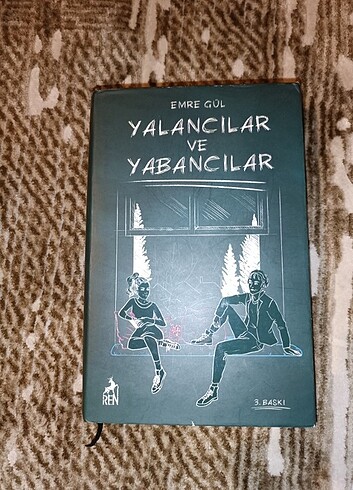 EMRE GÜL
YALANCILAR
VE
YABANCILAR
REN
3. BASKI